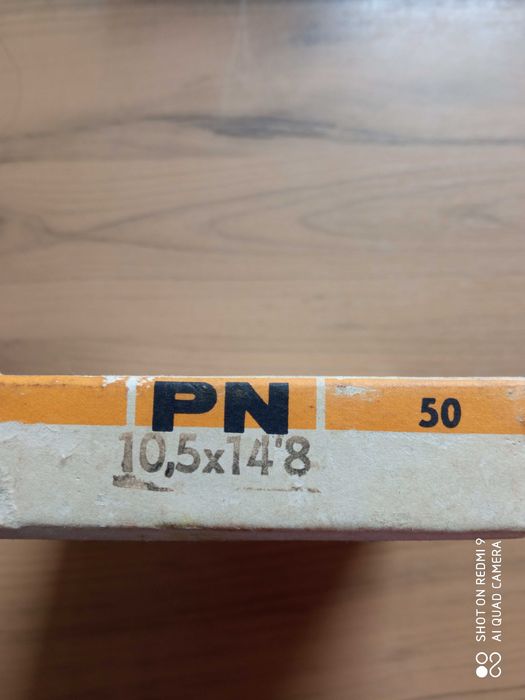 PN 50
10,5x14'8
SHOT ON REDMI 9
AI QUAD CAMERA